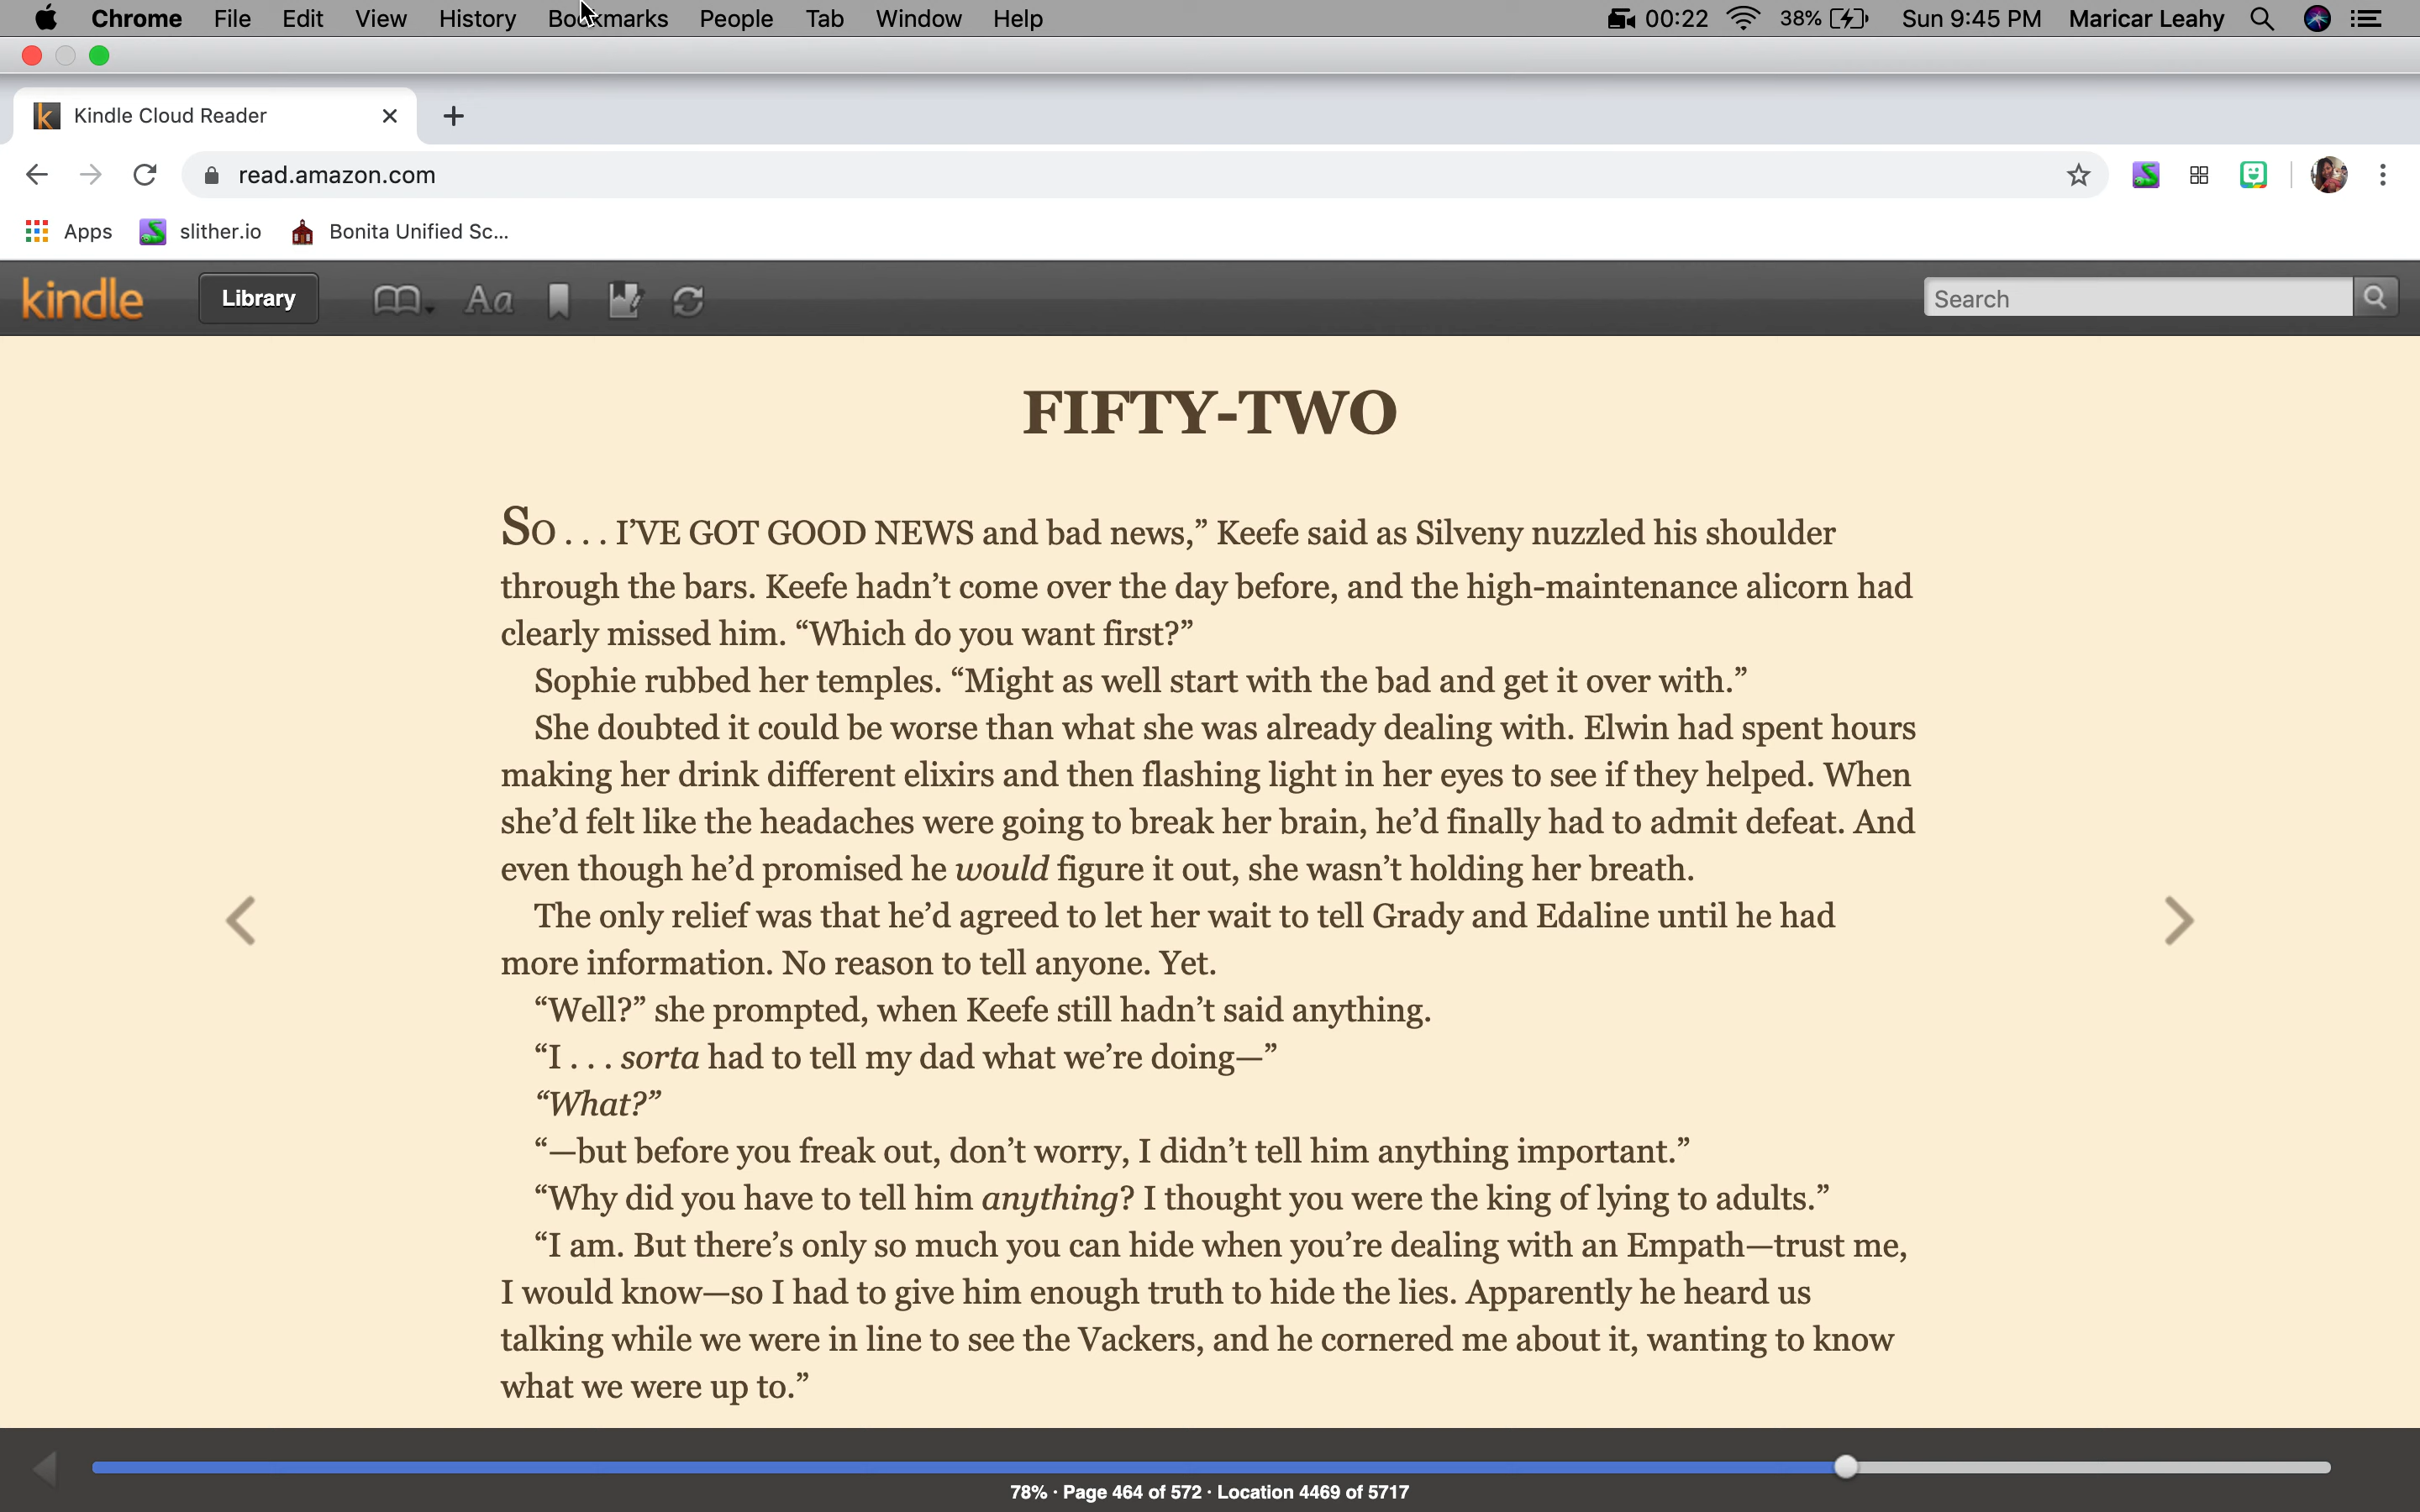 Chrome File Edit View History Bookmarks People Tab Window Help 00:22 38% Sun 9:45 PM Maricar Leahy
Kindle Cloud Reader
read.amazon.com
Apps slither.io Bonita Unified Sc...
kindle Library Aa Search
FIFTY-TWO
SO . . . I’VE GOT GOOD NEWS and bad news,” Keefe said as Silveny nuzzled his shoulder
through the bars. Keefe hadn’t come over the day before, and the high-maintenance alicorn had
clearly missed him. “Which do you want first?”
Sophie rubbed her temples. “Might as well start with the bad and get it over with.”
She doubted it could be worse than what she was already dealing with. Elwin had spent hours
making her drink different elixirs and then flashing light in her eyes to see if they helped. When
she’d felt like the headaches were going to break her brain, he’d finally had to admit defeat. And
even though he’d promised he would figure it out, she wasn’t holding her breath.
The only relief was that he’d agreed to let her wait to tell Grady and Edaline until he had
more information. No reason to tell anyone. Yet.
“Well?” she prompted, when Keefe still hadn’t said anything.
“I . . . sorta had to tell my dad what we’re doing—”
“What?”
“—but before you freak out, don’t worry, I didn’t tell him anything important.”
“Why did you have to tell him anything? I thought you were the king of lying to adults.”
“I am. But there’s only so much you can hide when you’re dealing with an Empath—trust me,
I would know—so I had to give him enough truth to hide the lies. Apparently he heard us
talking while we were in line to see the Vackers, and he cornered me about it, wanting to know
what we were up to.”
78% · Page 464 of 572 · Location 4469 of 5717